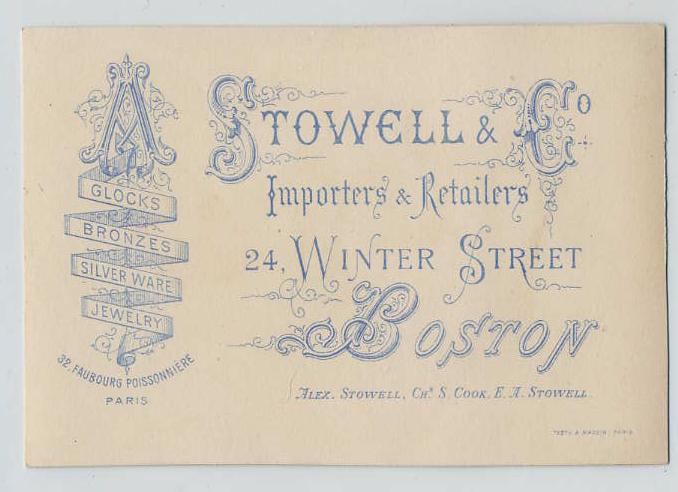 A. Stowell & Co
Importers & Retailers
24, Winter Street
Boston
Alex. Stowell, Chs S. Cook, E. A. Stowell.
GLOCKS
BRONZES
SILVER WARE
JEWELRY
32, FAUBOURG POISSONNIÈRE
PARIS